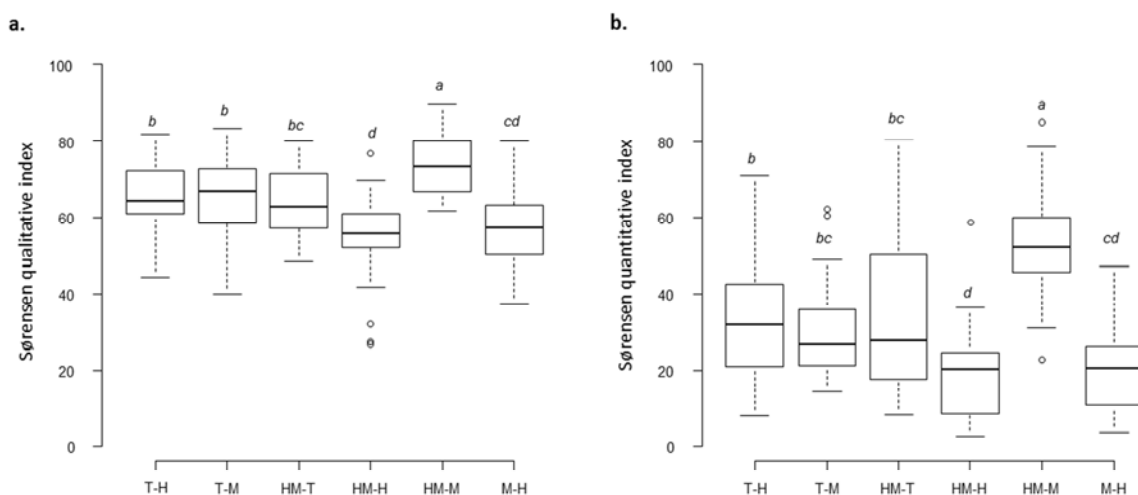 a.
Sørensen qualitative index
100
80
60
40
20
0
b
b
bc
d
a
cd
T-H
T-M
HM-T
HM-H
HM-M
M-H
b.
Sørensen quantitative index
100
80
60
40
20
0
b
bc
bc
d
a
cd
T-H
T-M
HM-T
HM-H
HM-M
M-H